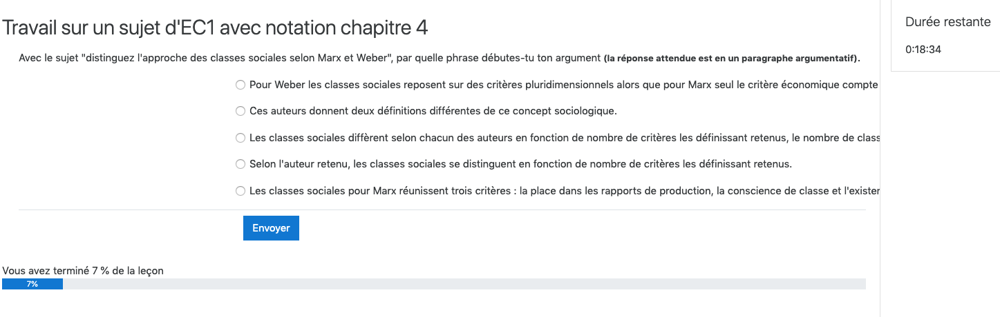 Travail sur un sujet d'EC1 avec notation chapitre 4
Durée restante
0:18:34
Avec le sujet "distinguez l'approche des classes sociales selon Marx et Weber", par quelle phrase débutes-tu ton argument (la réponse attendue est en un paragraphe argumentatif).
Pour Weber les classes sociales reposent sur des critères pluridimensionnels alors que pour Marx seul le critère économique compte
Ces auteurs donnent deux définitions différentes de ce concept sociologique.
Les classes sociales diffèrent selon chacun des auteurs en fonction de nombre de critères les définissant retenus, le nombre de class
Selon l'auteur retenu, les classes sociales se distinguent en fonction de nombre de critères les définissant retenus.
Les classes sociales pour Marx réunissent trois critères : la place dans les rapports de production, la conscience de classe et l'exister
Envoyer
Vous avez terminé 7 % de la leçon
7%